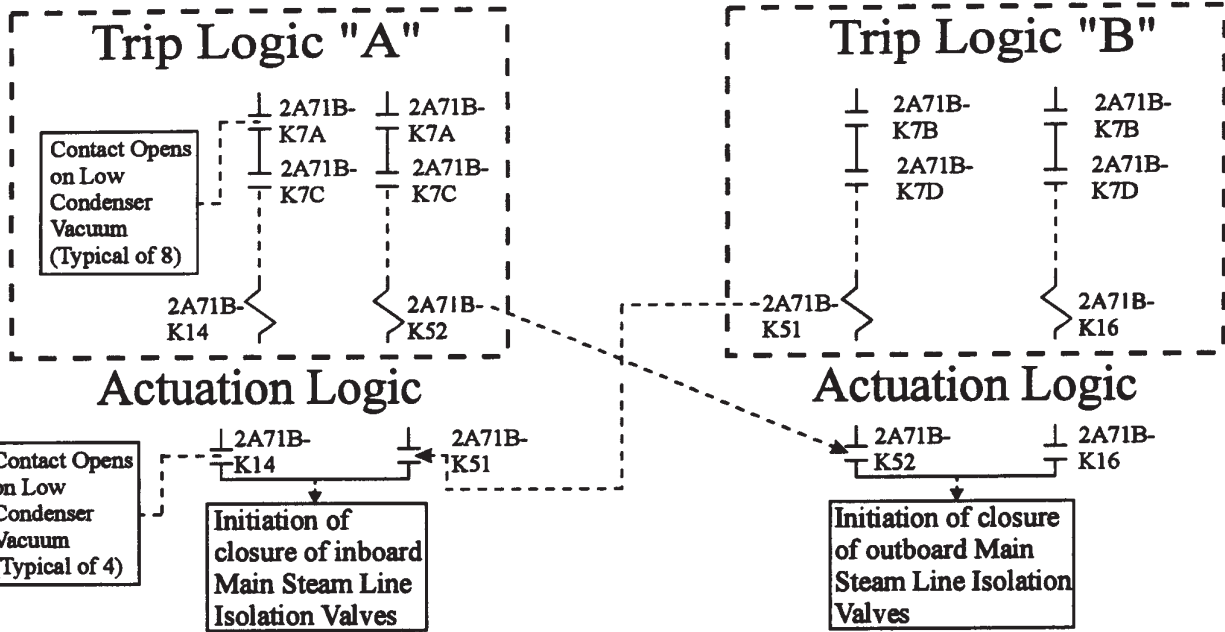 Trip Logic "A"
2A71B-
K7A
2A71B-
K7A
2A71B-
K7C
2A71B-
K7C
Contact Opens
on Low
Condenser
Vacuum
(Typical of 8)
2A71B-
K14
2A71B-
K52
Trip Logic "B"
2A71B-
K7B
2A71B-
K7B
2A71B-
K7D
2A71B-
K7D
2A71B-
K51
2A71B-
K16
Actuation Logic
2A71B-
K14
2A71B-
K51
Contact Opens
on Low
Condenser
Vacuum
(Typical of 4)
Initiation of
closure of inboard
Main Steam Line
Isolation Valves
Actuation Logic
2A71B-
K52
2A71B-
K16
Initiation of closure
of outboard Main
Steam Line Isolation
Valves